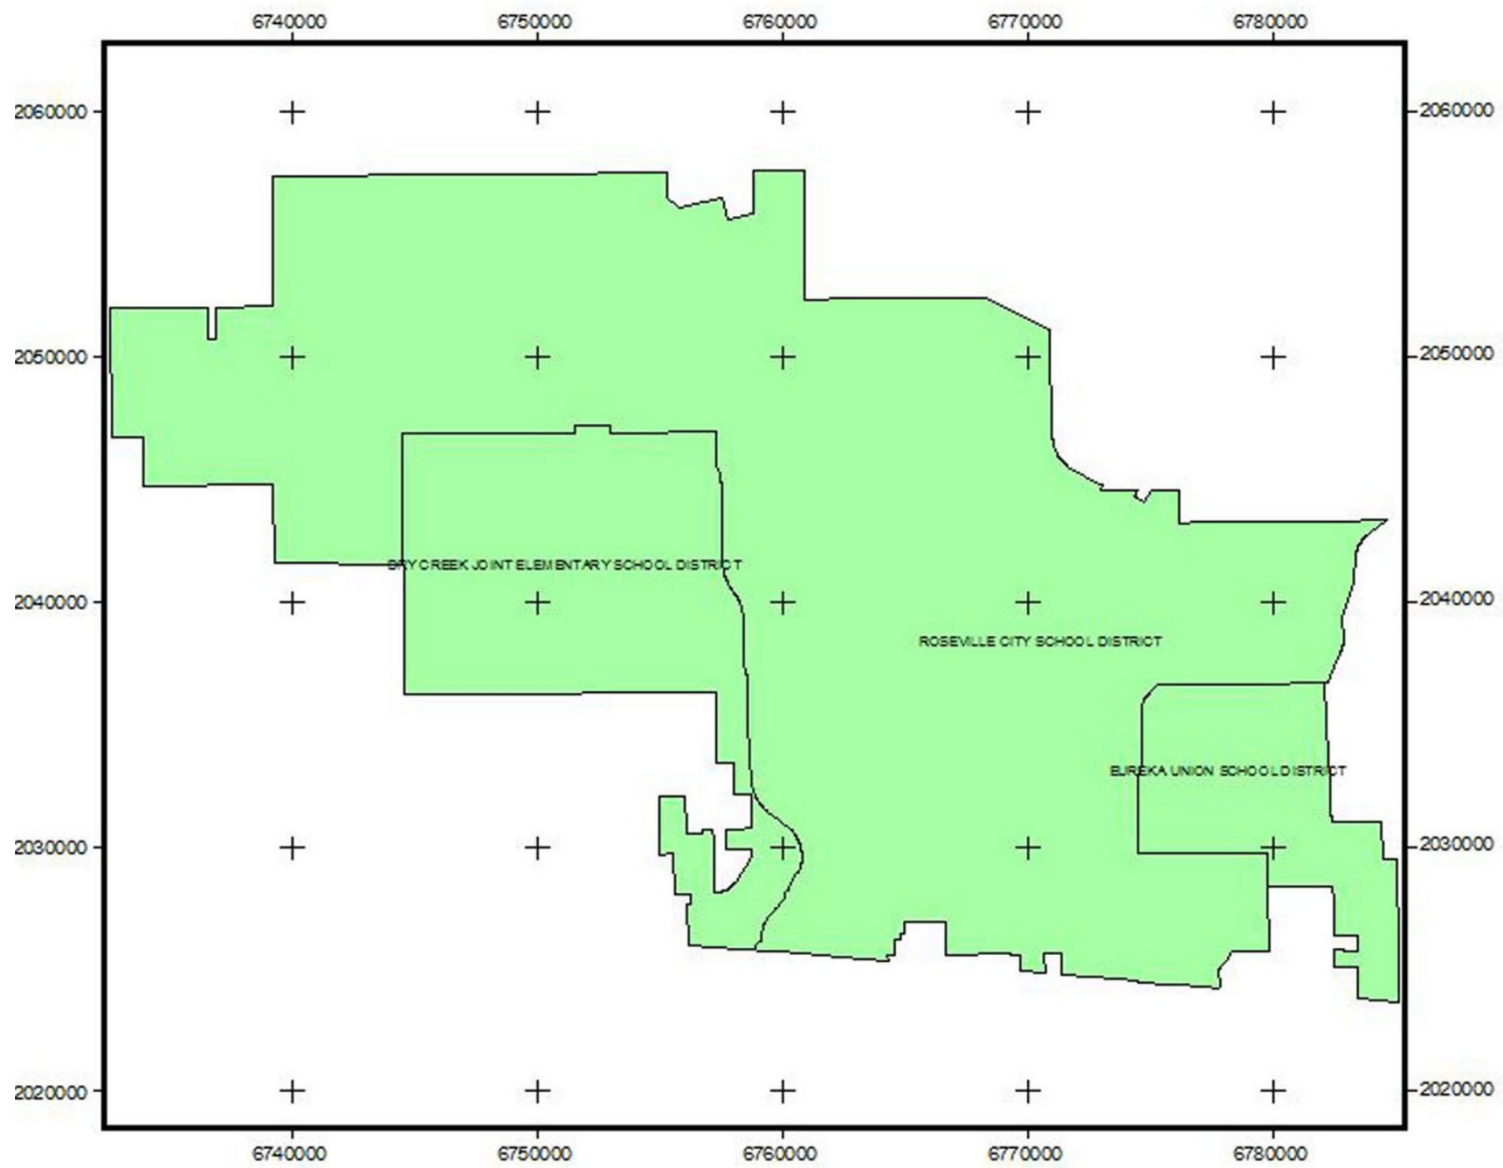 6740000 6750000 6760000 6770000 6780000
2060000 2060000
2050000 2050000
DRY CREEK JOINT ELEMENTARY SCHOOL DISTRICT
2040000 2040000
ROSEVILLE CITY SCHOOL DISTRICT
EUREKA UNION SCHOOL DISTRICT
2030000 2030000
2020000 2020000
6740000 6750000 6760000 6770000 6780000